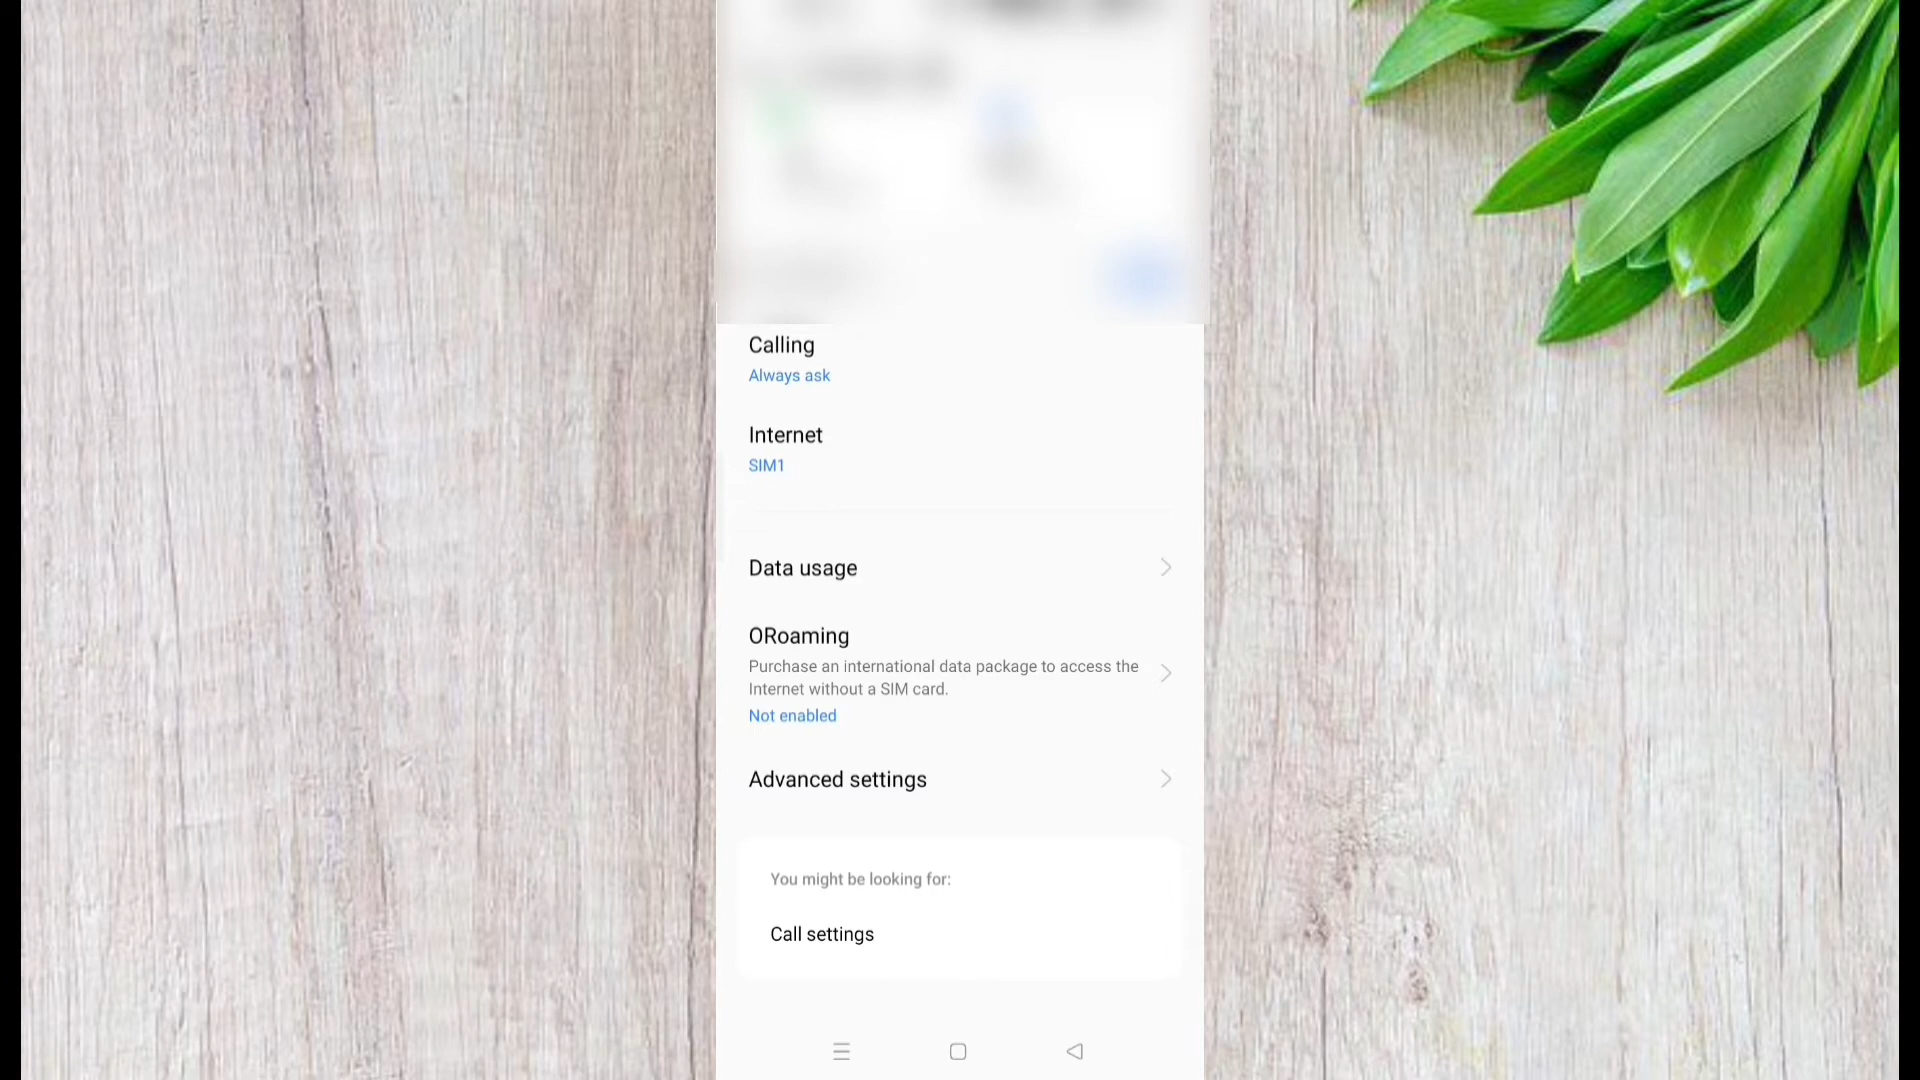 Calling
Always ask
Internet
SIM1
Data usage
ORoaming
Purchase an international data package to access the
Internet without a SIM card.
Not enabled
Advanced settings
You might be looking for:
Call settings